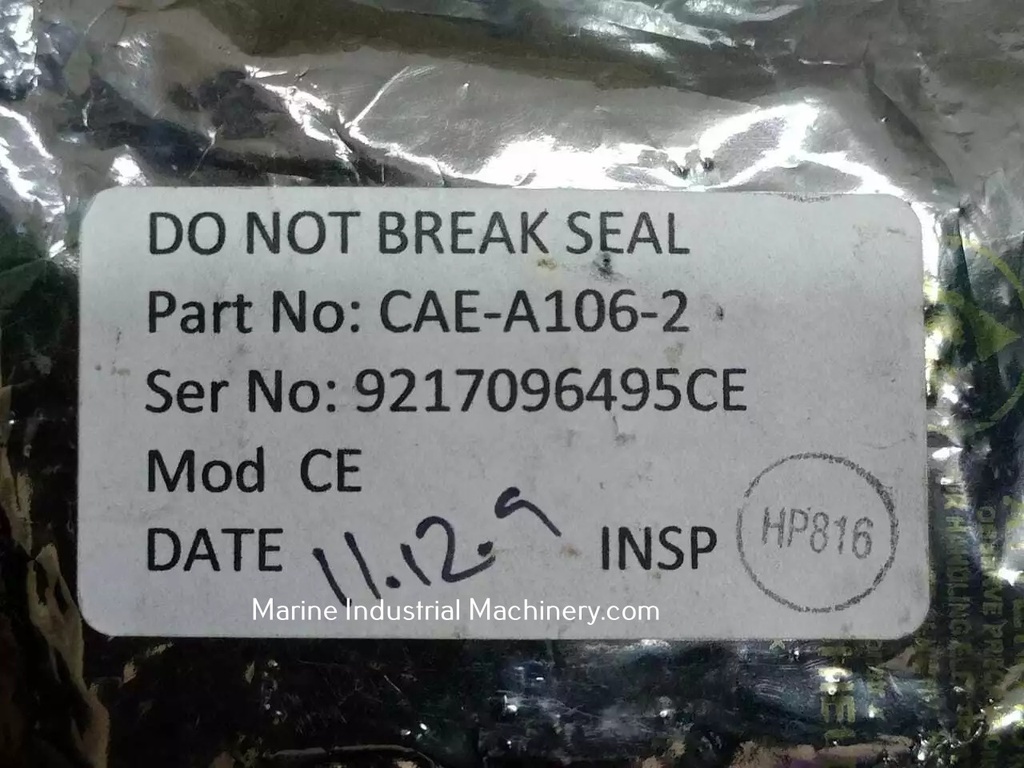 DO NOT BREAK SEAL
Part No: CAE-A106-2
Ser No: 9217096495CE
Mod CE
DATE 11.12.9 INSP HP816
Marine Industrial Machinery.com